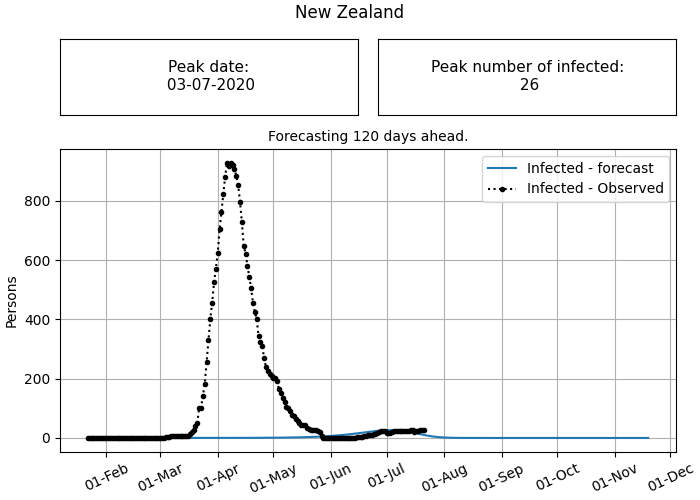 New Zealand
Peak date:
03-07-2020
Peak number of infected:
26
Forecasting 120 days ahead.
Infected - forecast
Infected - Observed
Persons
800
600
400
200
0
01-Feb
01-Mar
01-Apr
01-May
01-Jun
01-Jul
01-Aug
01-Sep
01-Oct
01-Nov
01-Dec